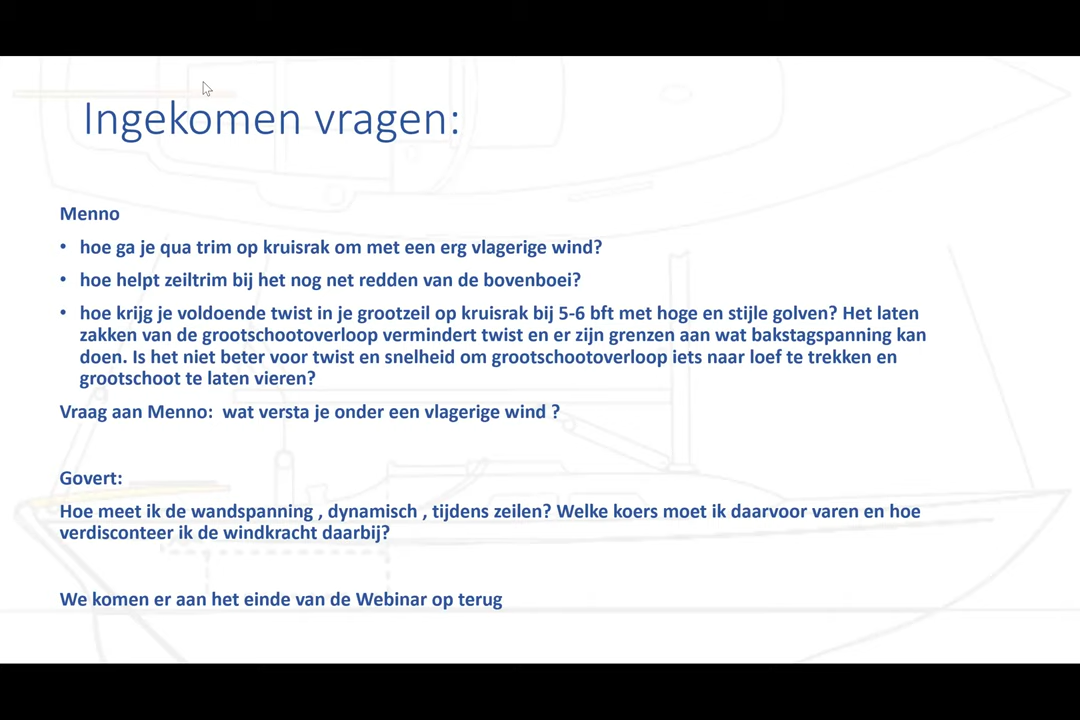 Ingekomen vragen:
Menno
• hoe ga je qua trim op kruisrak om met een erg vlagerige wind?
• hoe helpt zeiltrim bij het nog net redden van de bovenboei?
• hoe krijg je voldoende twist in je grootzeil op kruisrak bij 5-6 bft met hoge en stijle golven? Het laten
zakken van de grootschootoverloop vermindert twist en er zijn grenzen aan wat bakstagspanning kan
doen. Is het niet beter voor twist en snelheid om grootschootoverloop iets naar loef te trekken en
grootschoot te laten vieren?
Vraag aan Menno:  wat versta je onder een vlagerige wind ?
Govert:
Hoe meet ik de wandspanning , dynamisch , tijdens zeilen? Welke koers moet ik daarvoor varen en hoe
verdisconteer ik de windkracht daarbij?
We komen er aan het einde van de Webinar op terug